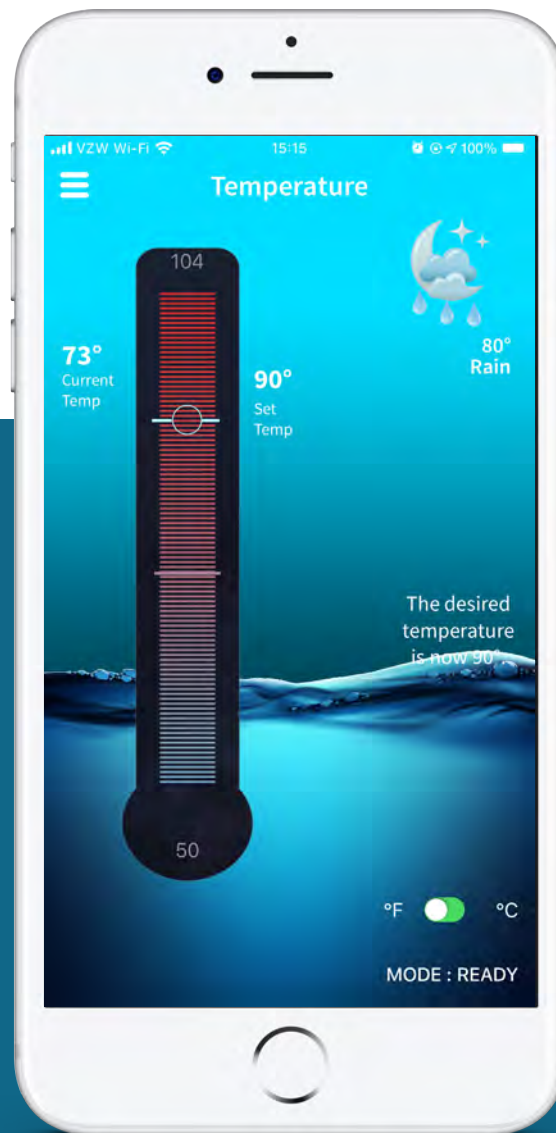 VZW Wi-Fi 15:15 100%
Temperature
104
80°
Rain
73°
Current
Temp
90°
Set
Temp
The desired
temperature
is now 90°.
50
°F °C
MODE : READY